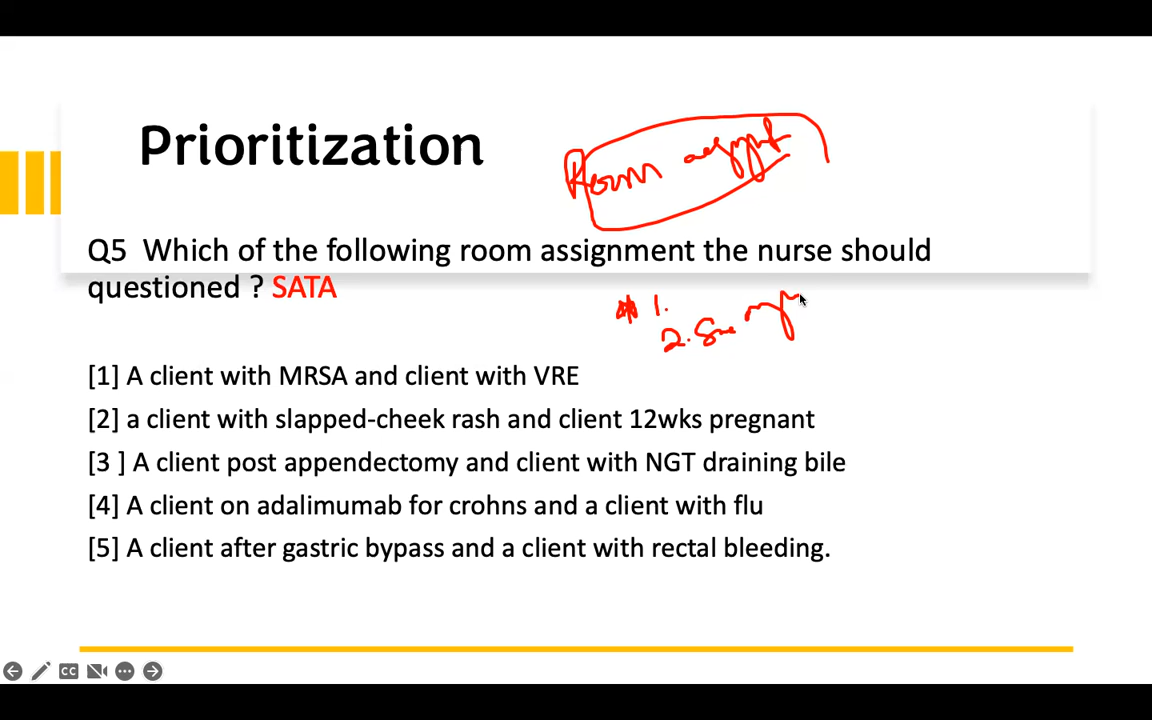 Prioritization
Room
Q5 Which of the following room assignment the nurse should
questioned ? SATA
1.
2.
[1] A client with MRSA and client with VRE
[2] a client with slapped-cheek rash and client 12wks pregnant
[3 ] A client post appendectomy and client with NGT draining bile
[4] A client on adalimumab for crohns and a client with flu
[5] A client after gastric bypass and a client with rectal bleeding.
CC